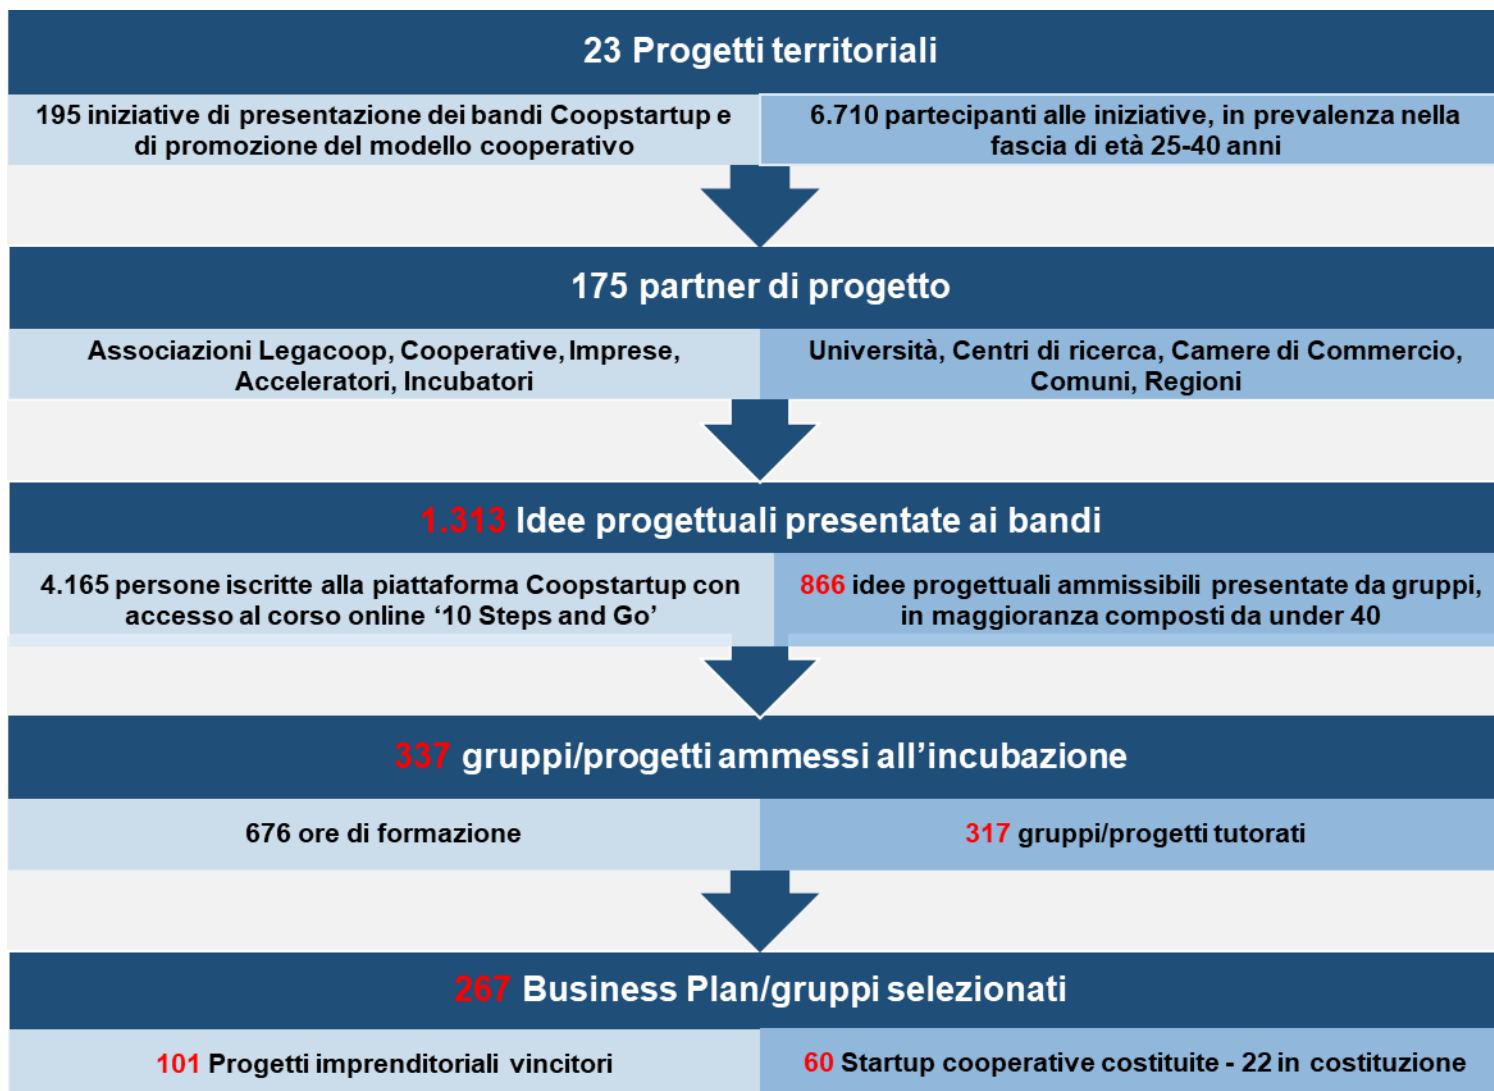 23 Progetti territoriali
195 iniziative di presentazione dei bandi Coopstartup e
di promozione del modello cooperativo
6.710 partecipanti alle iniziative, in prevalenza nella
fascia di età 25-40 anni
175 partner di progetto
Associazioni Legacoop, Cooperative, Imprese,
Acceleratori, Incubatori
Università, Centri di ricerca, Camere di Commercio,
Comuni, Regioni
1.313 Idee progettuali presentate ai bandi
4.165 persone iscritte alla piattaforma Coopstartup con
accesso al corso online ‘10 Steps and Go’
866 idee progettuali ammissibili presentate da gruppi,
in maggioranza composti da under 40
337 gruppi/progetti ammessi all’incubazione
676 ore di formazione
317 gruppi/progetti tutorati
267 Business Plan/gruppi selezionati
101 Progetti imprenditoriali vincitori
60 Startup cooperative costituite - 22 in costituzione